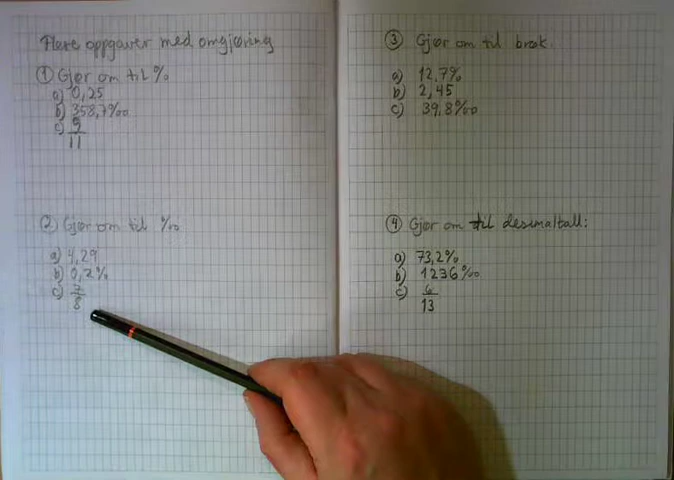 Flere oppgaver med omgjøring
① Gjør om til %
a) 0,25
b) 358,7‰
c) 9
11
② Gjør om til ‰
a) 4,29
b) 0,2%
c) 7
8
③ Gjør om til brøk.
a) 12,7%
b) 2,45
c) 39,8‰
④ Gjør om til desimaltall:
a) 73,2%
b) 1236‰
c) 6
13